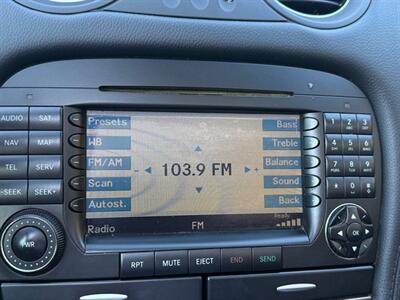 AUDIO SAT
NAV MAP
TEL SERV
SEEK- SEEK+
PWR
Presets
WB
FM/AM
Scan
Autost.
Radio
103.9 FM
FM
Bass
Treble
Balance
Sound
Back
Ready
RPT MUTE EJECT END SEND
1 2 3
4 5 6
7 8 9
* 0 #
OK